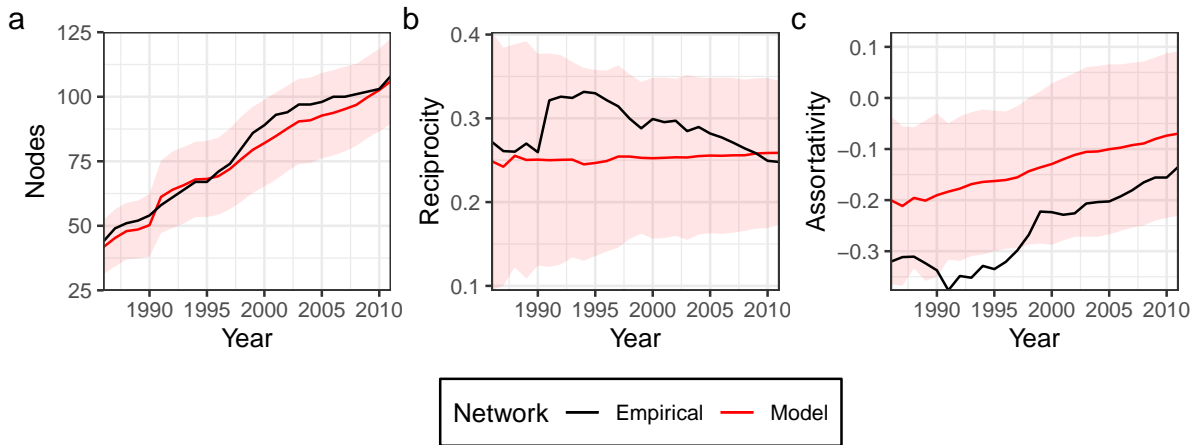 a
125
100
75
50
25
Nodes
1990 1995 2000 2005 2010
Year
b
0.4
0.3
0.2
0.1
Reciprocity
1990 1995 2000 2005 2010
Year
c
0.1
0.0
−0.1
−0.2
−0.3
Assortativity
1990 1995 2000 2005 2010
Year
Network Empirical Model